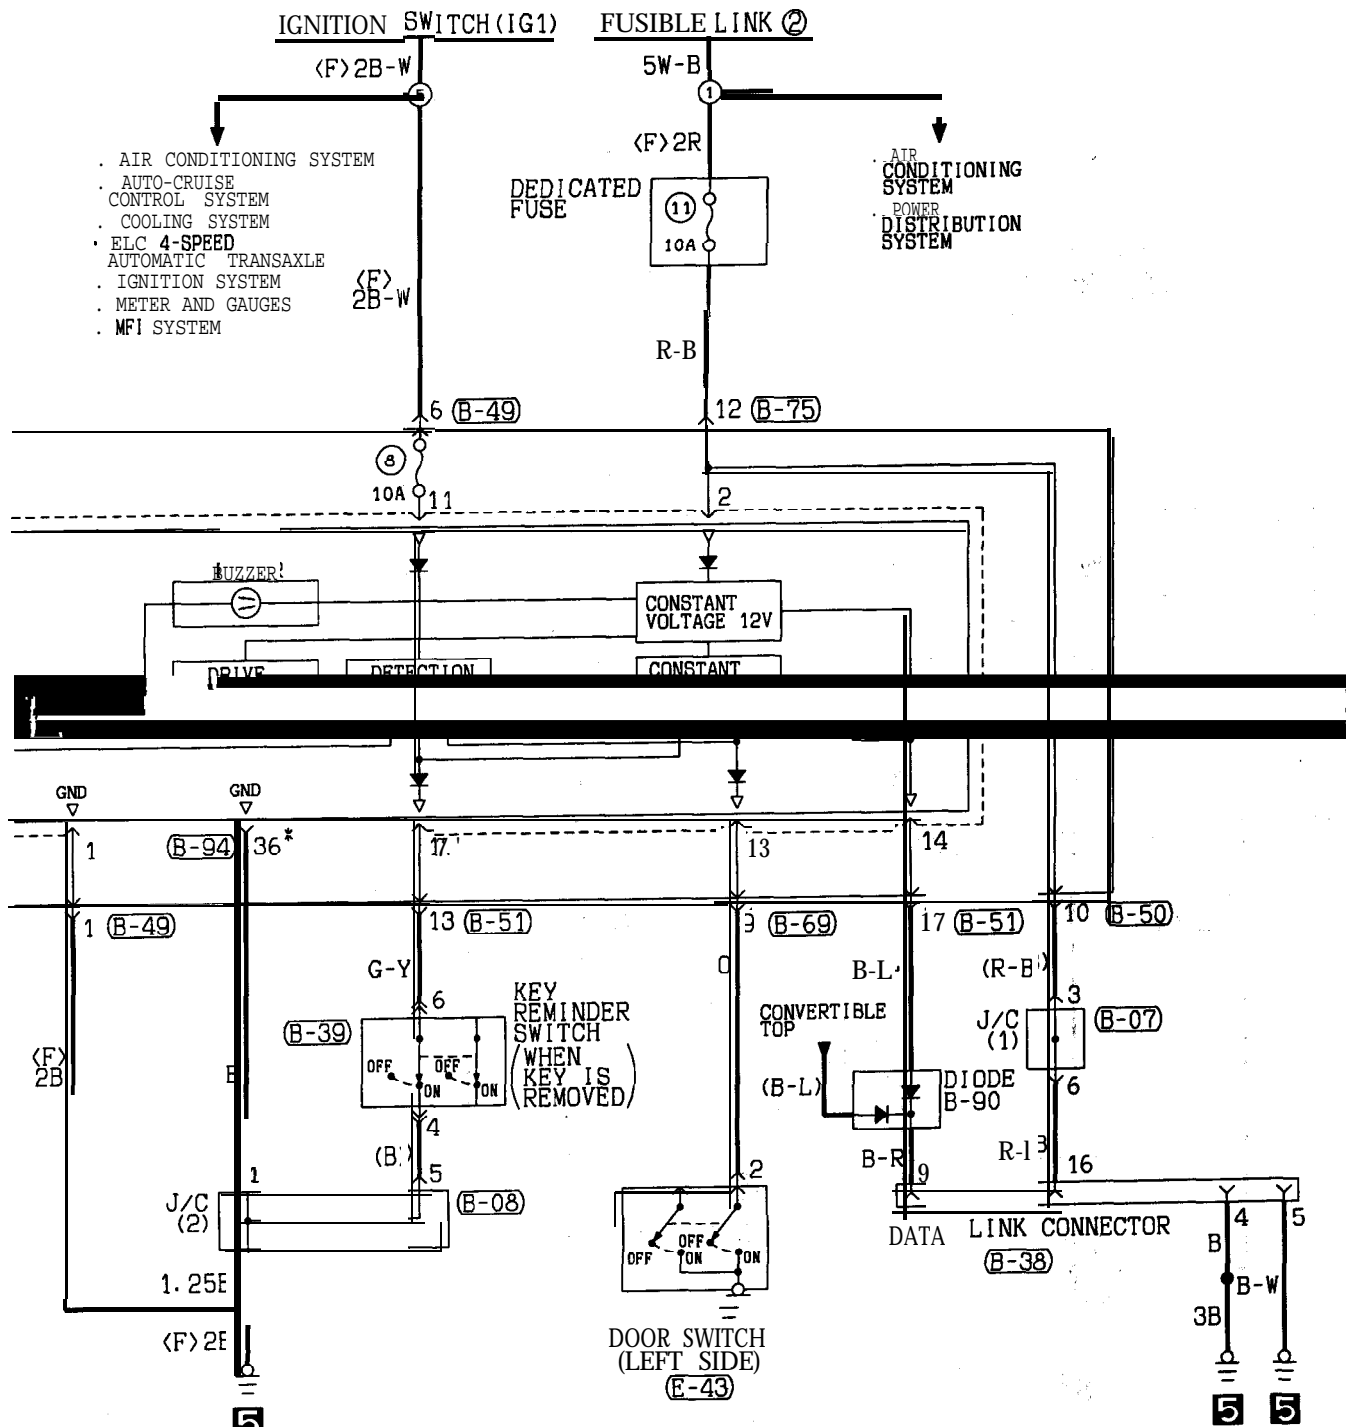 IGNITION SWITCH(IG1)
FUSIBLE LINK ②
<F>2B-W
5W-B
5
1
<F>2R
. AIR CONDITIONING SYSTEM
. AUTO-CRUISE
CONTROL SYSTEM
. COOLING SYSTEM
· ELC 4-SPEED
AUTOMATIC TRANSAXLE
. IGNITION SYSTEM
. METER AND GAUGES
. MFI SYSTEM
DEDICATED
FUSE
11
10A
. AIR
CONDITIONING
SYSTEM
. POWER
DISTRIBUTION
SYSTEM
<F>
2B-W
R-B
6 (B-49)
12 (B-75)
8
10A
11
2
BUZZER
CONSTANT
VOLTAGE 12V
DRIVE
DETECTION
CONSTANT
GND
GND
1
(B-94) 36*
17
13
14
1 (B-49)
13 (B-51)
9 (B-69)
17 (B-51)
10 (B-50)
G-Y
O
B-L
(R-B)
6
3
(B-39)
KEY
REMINDER
SWITCH
(WHEN
KEY IS
REMOVED)
CONVERTIBLE
TOP
J/C
(1)
(B-07)
<F>
2B
OFF
OFF
ON
ON
(B-L)
DIODE
B-90
6
4
(B)
B-R
R-B
1
5
2
9
16
J/C
(2)
(B-08)
OFF
OFF
ON
ON
4
5
DATA LINK CONNECTOR
(B-38)
B
B-W
3B
1.25B
<F>2B
DOOR SWITCH
(LEFT SIDE)
(E-43)
5
5
5